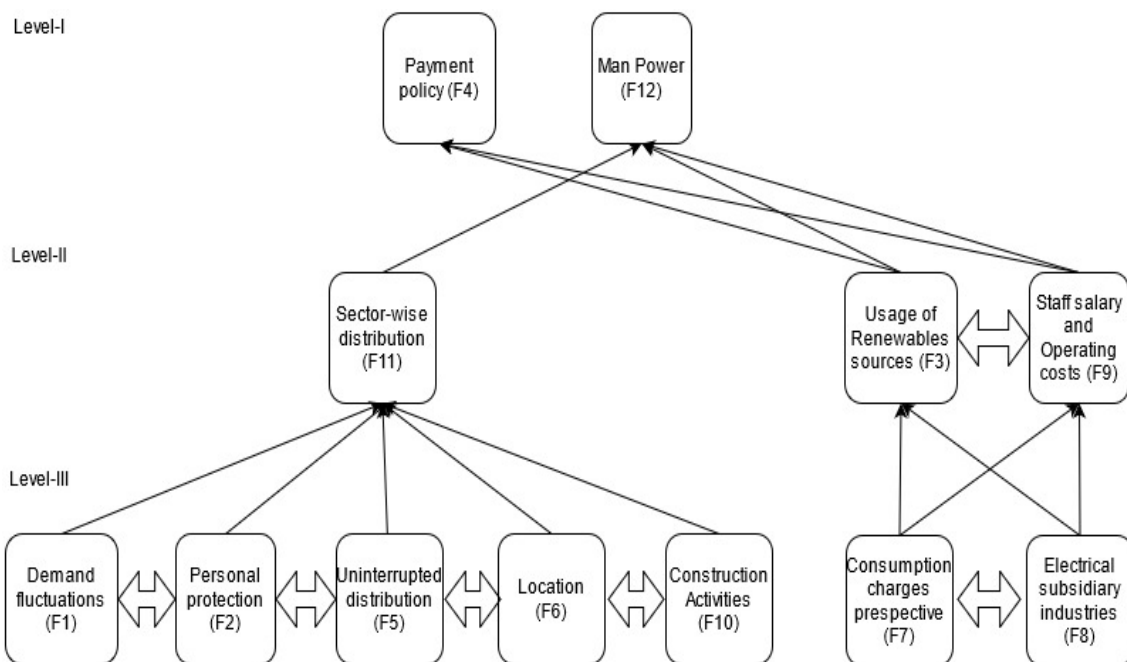 Level-I
Payment
policy (F4)
Man Power
(F12)
Level-II
Sector-wise
distribution
(F11)
Usage of
Renewables
sources (F3)
Staff salary
and
Operating
costs (F9)
Level-III
Demand
fluctuations
(F1)
Personal
protection
(F2)
Uninterrupted
distribution
(F5)
Location
(F6)
Construction
Activities
(F10)
Consumption
charges
prespective
(F7)
Electrical
subsidiary
industries
(F8)